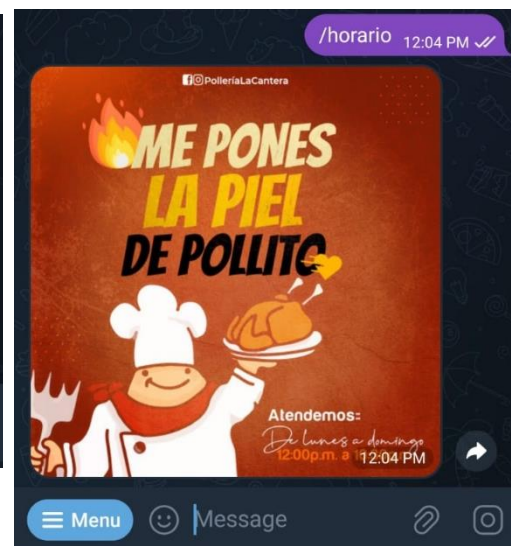 /horario 12:04 PM
PolleríaLaCantera
ME PONES
LA PIEL
DE POLLITO
Atendemos:
De lunes a domingo
12:00p.m. a
12:04 PM
Menu
Message